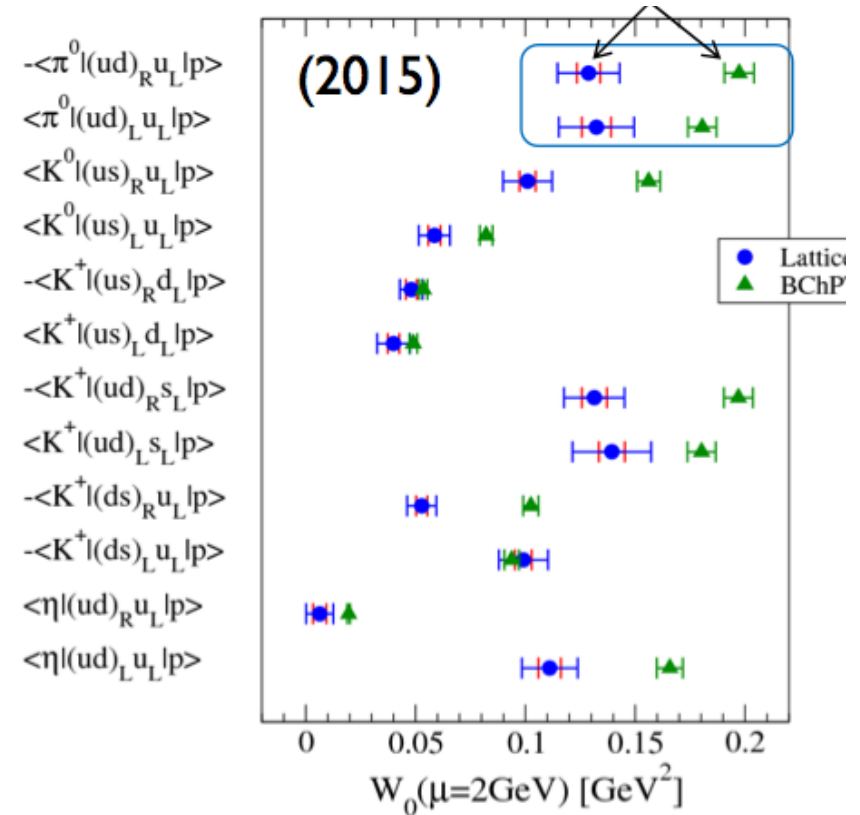 (2015)
-<π⁰|(ud)_R u_L|p>
<π⁰|(ud)_L u_L|p>
<K⁰|(us)_R u_L|p>
<K⁰|(us)_L u_L|p>
-<K⁺|(us)_R d_L|p>
<K⁺|(us)_L d_L|p>
-<K⁺|(ud)_R s_L|p>
<K⁺|(ud)_L s_L|p>
-<K⁺|(ds)_R u_L|p>
-<K⁺|(ds)_L u_L|p>
<η|(ud)_R u_L|p>
<η|(ud)_L u_L|p>
Lattice
BChPT
0 0.05 0.1 0.15 0.2
W₀(μ=2GeV) [GeV²]